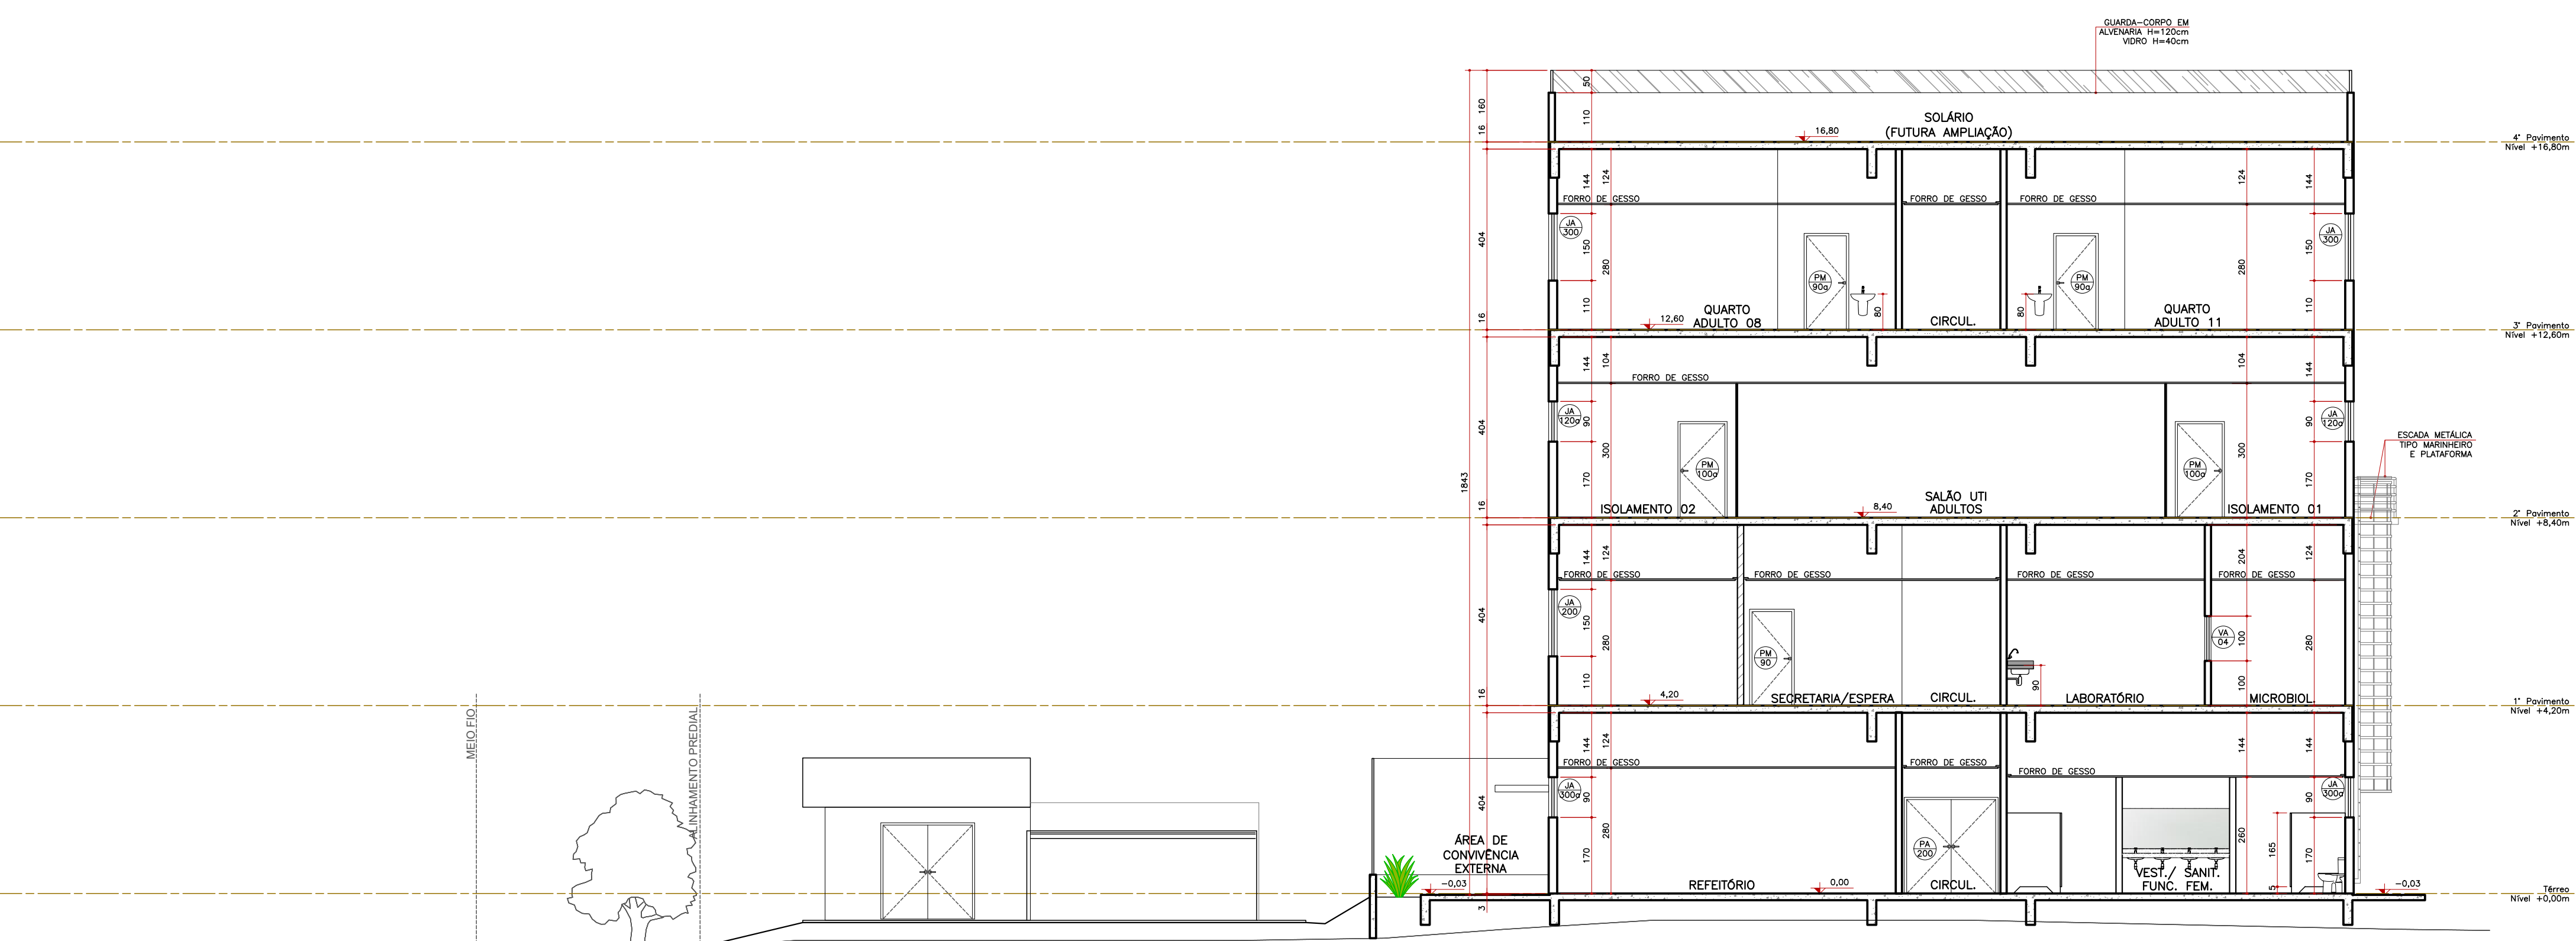 GUARDA-CORPO EM
ALVENARIA H=120cm
VIDRO H=40cm
50
160
110
16
SOLÁRIO
(FUTURA AMPLIAÇÃO)
16,80
4° Pavimento
Nível +16,80m
144
124
124
144
FORRO DE GESSO
FORRO DE GESSO
FORRO DE GESSO
JA
300
JA
300
404
150
280
280
150
PM
90a
PM
90a
110
80
80
110
16
12,60
QUARTO
ADULTO 08
CIRCUL.
QUARTO
ADULTO 11
3° Pavimento
Nível +12,60m
144
104
104
144
FORRO DE GESSO
JA
120a
JA
120a
404
90
300
300
90
ESCADA METÁLICA
TIPO MARINHEIRO
E PLATAFORMA
PM
100a
PM
100a
1843
170
170
16
ISOLAMENTO 02
8,40
SALÃO UTI
ADULTOS
ISOLAMENTO 01
2° Pavimento
Nível +8,40m
144
124
204
124
FORRO DE GESSO
FORRO DE GESSO
FORRO DE GESSO
FORRO DE GESSO
JA
200
404
150
280
VA
04
100
280
PM
90
110
90
100
16
4,20
SECRETARIA/ESPERA
CIRCUL.
LABORATÓRIO
MICROBIOL.
1° Pavimento
Nível +4,20m
MEIO FIO
ALINHAMENTO PREDIAL
144
124
144
144
FORRO DE GESSO
FORRO DE GESSO
FORRO DE GESSO
JA
300a
JA
300a
404
90
280
260
90
PA
200
165
170
170
5
ÁREA DE
CONVIVÊNCIA
EXTERNA
-0,03
REFEITÓRIO
0,00
CIRCUL.
VEST./ SANIT.
FUNC. FEM.
-0,03
3
Térreo
Nível +0,00m